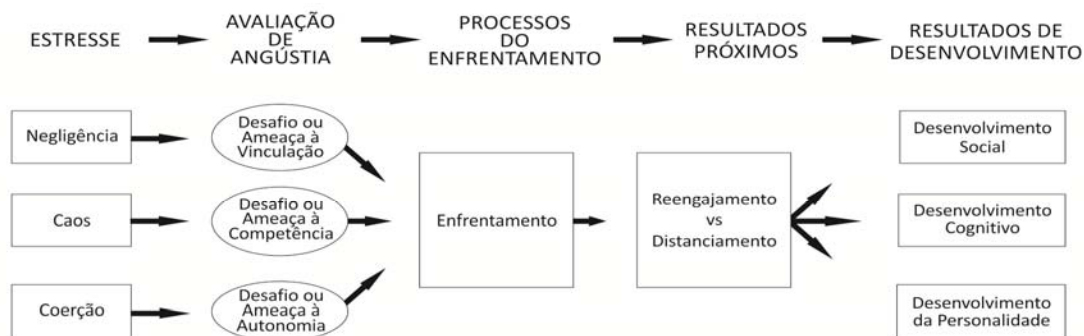 ESTRESSE
AVALIAÇÃO
DE
ANGÚSTIA
PROCESSOS
DO
ENFRENTAMENTO
RESULTADOS
PRÓXIMOS
RESULTADOS DE
DESENVOLVIMENTO
Negligência
Desafio ou
Ameaça à
Vinculação
Caos
Desafio ou
Ameaça à
Competência
Coerção
Desafio ou
Ameaça à
Autonomia
Enfrentamento
Reengajamento
vs
Distanciamento
Desenvolvimento
Social
Desenvolvimento
Cognitivo
Desenvolvimento
da Personalidade